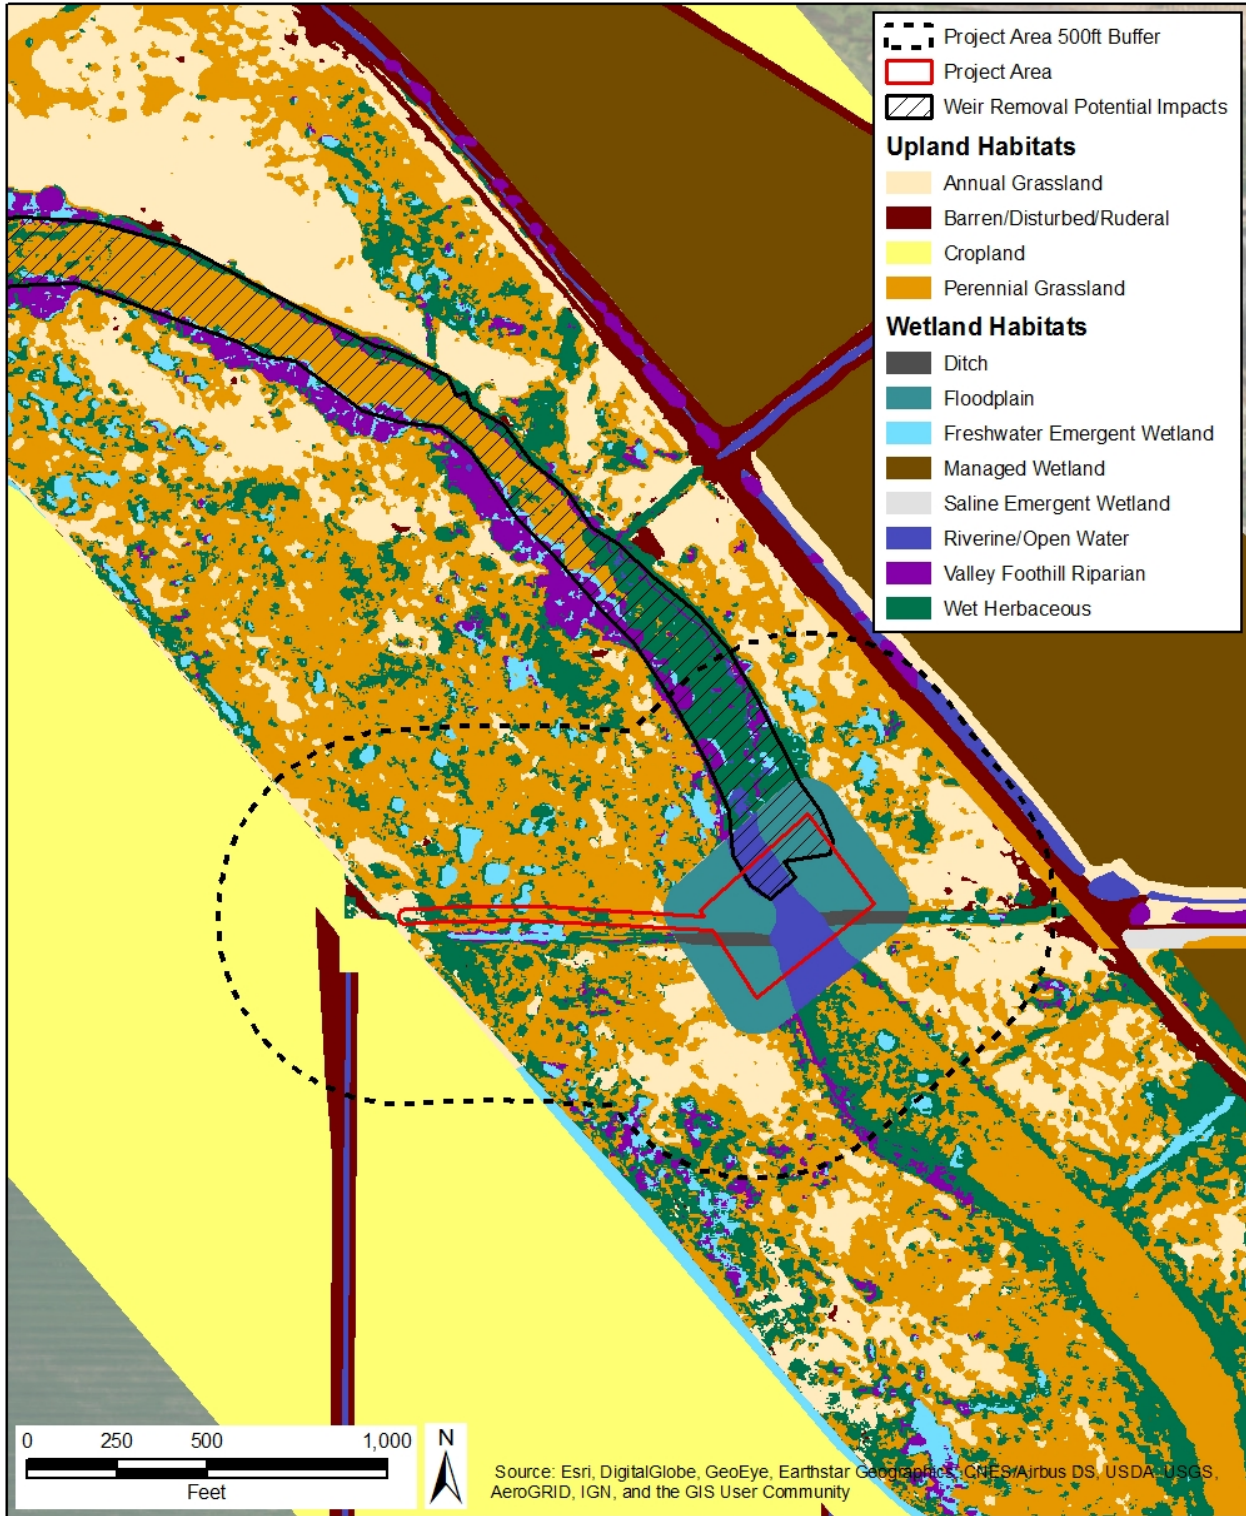 Project Area 500ft Buffer
Project Area
Weir Removal Potential Impacts
Upland Habitats
Annual Grassland
Barren/Disturbed/Ruderal
Cropland
Perennial Grassland
Wetland Habitats
Ditch
Floodplain
Freshwater Emergent Wetland
Managed Wetland
Saline Emergent Wetland
Riverine/Open Water
Valley Foothill Riparian
Wet Herbaceous
0 250 500 1,000
Feet
N
Source: Esri, DigitalGlobe, GeoEye, Earthstar Geographics, CNES/Airbus DS, USDA, USGS,
AeroGRID, IGN, and the GIS User Community